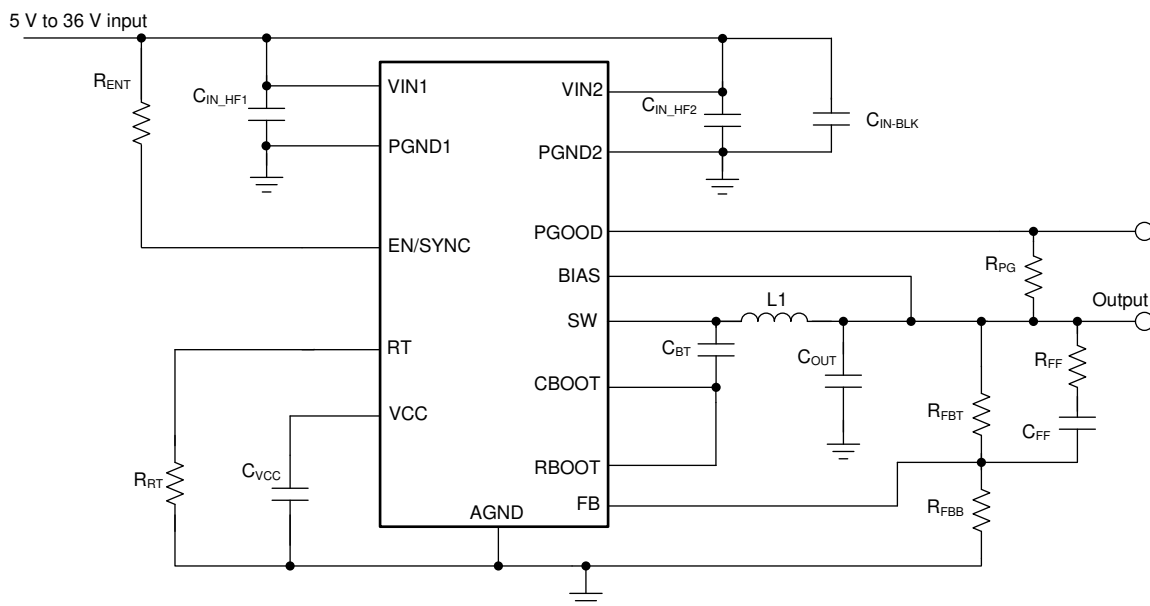 5 V to 36 V input
RENT
CIN_HF1
VIN1
PGND1
VIN2
CIN_HF2
CIN-BLK
PGND2
EN/SYNC
PGOOD
RPG
BIAS
L1
Output
SW
CBT
COUT
RFF
RT
CBOOT
RFBT
CFF
VCC
RBOOT
RRT
CVCC
FB
RFBB
AGND